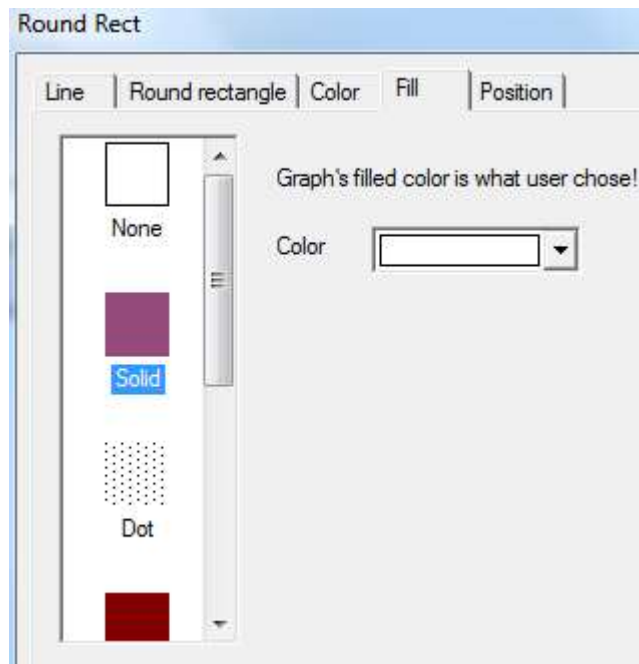 Round Rect
Line Round rectangle Color Fill Position
None
Graph's filled color is what user chose!
Color
Solid
Dot